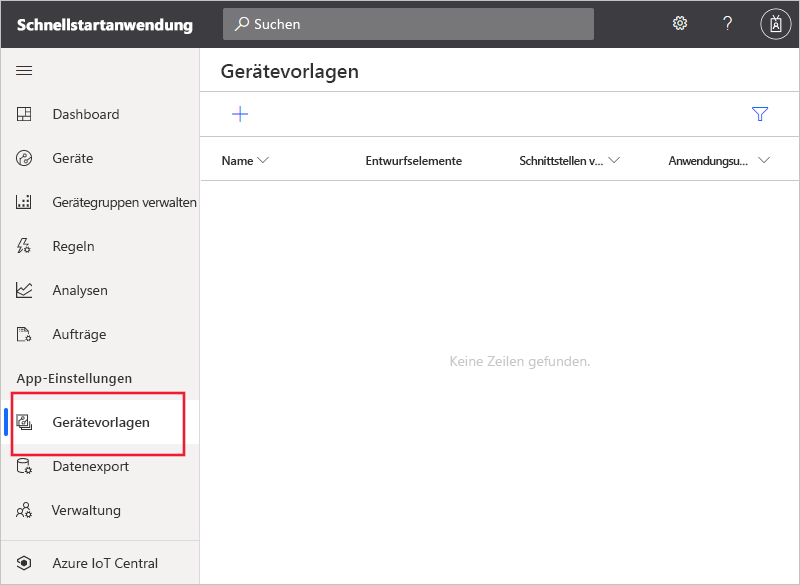 Schnellstartanwendung
Suchen
?
Dashboard
Geräte
Gerätegruppen verwalten
Regeln
Analysen
Aufträge
App-Einstellungen
Gerätevorlagen
Datenexport
Verwaltung
Azure IoT Central
Gerätevorlagen
Name
Entwurfselemente
Schnittstellen v...
Anwendungsu...
Keine Zeilen gefunden.